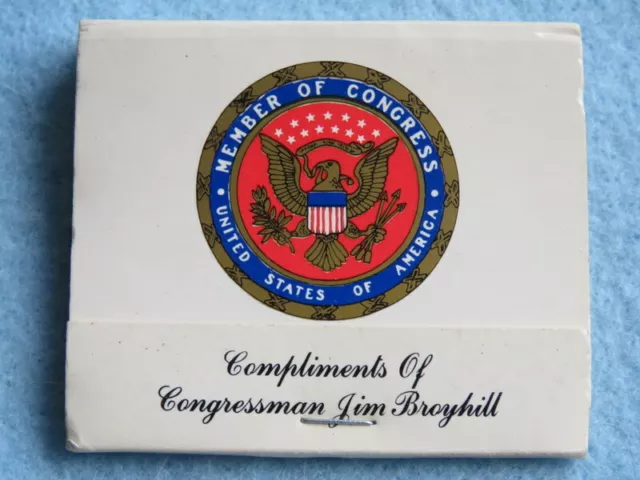 MEMBER OF CONGRESS
UNITED STATES OF AMERICA
Compliments Of
Congressman Jim Broyhill